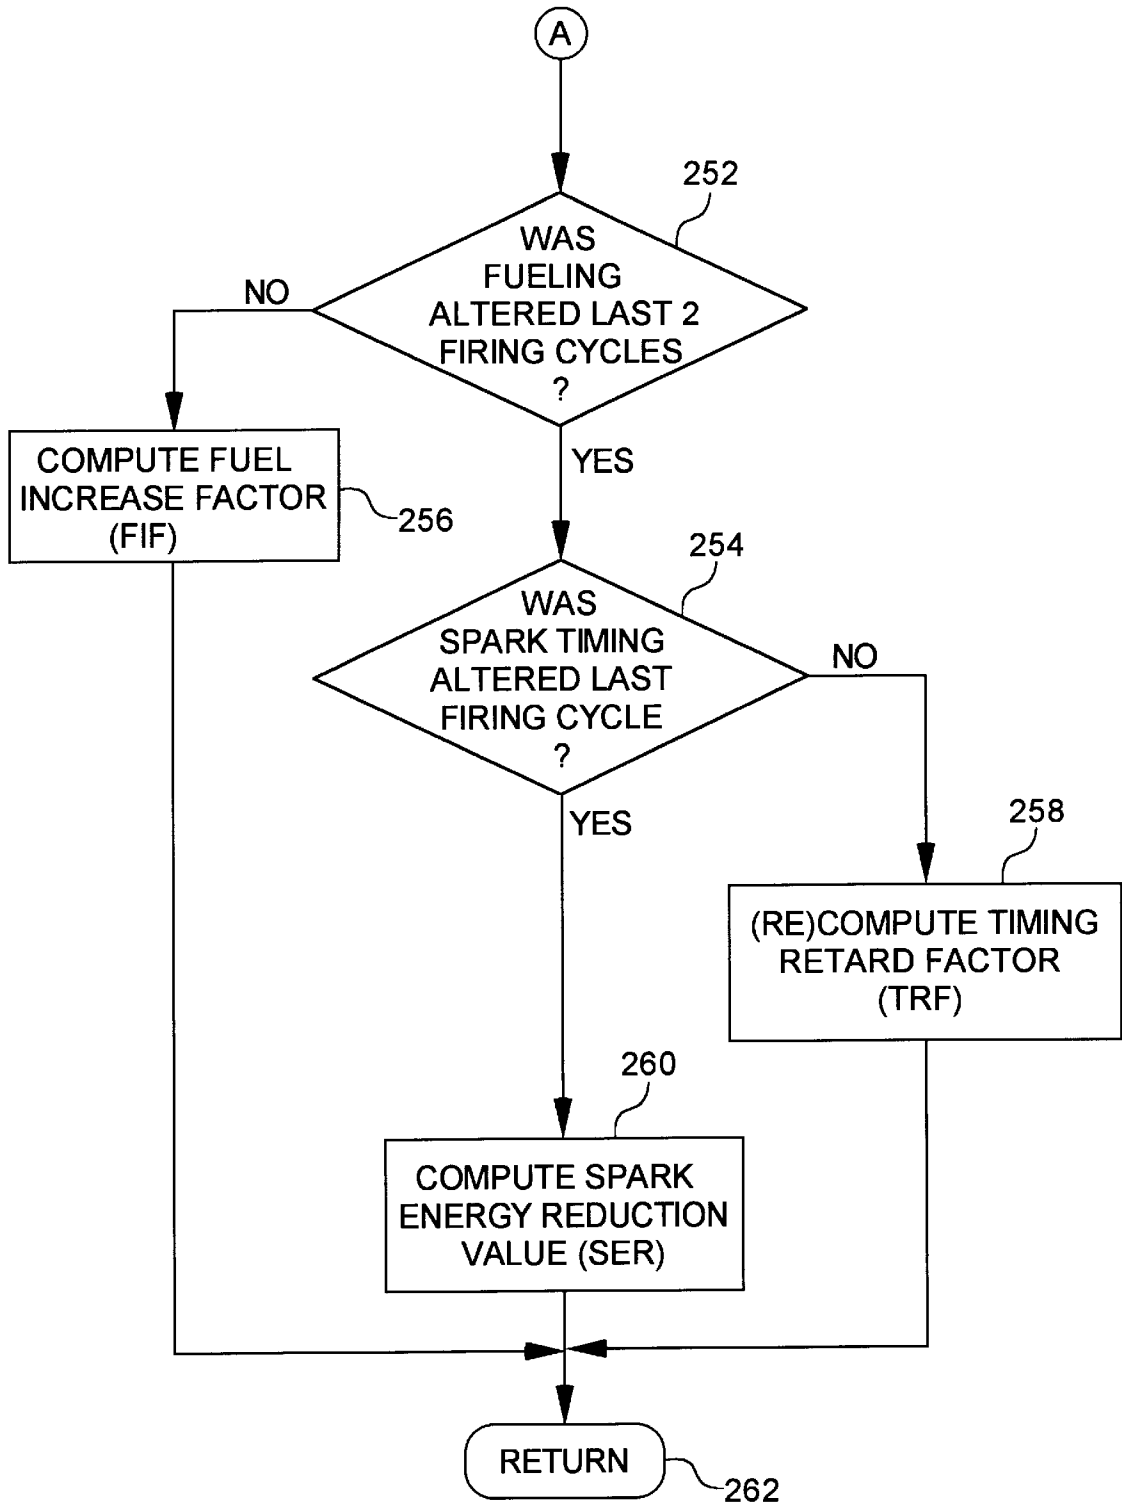 A
252
WAS
FUELING
ALTERED LAST 2
FIRING CYCLES
?
NO
YES
COMPUTE FUEL
INCREASE FACTOR
(FIF)
256
254
WAS
SPARK TIMING
ALTERED LAST
FIRING CYCLE
?
NO
YES
258
(RE)COMPUTE TIMING
RETARD FACTOR
(TRF)
260
COMPUTE SPARK
ENERGY REDUCTION
VALUE (SER)
RETURN
262